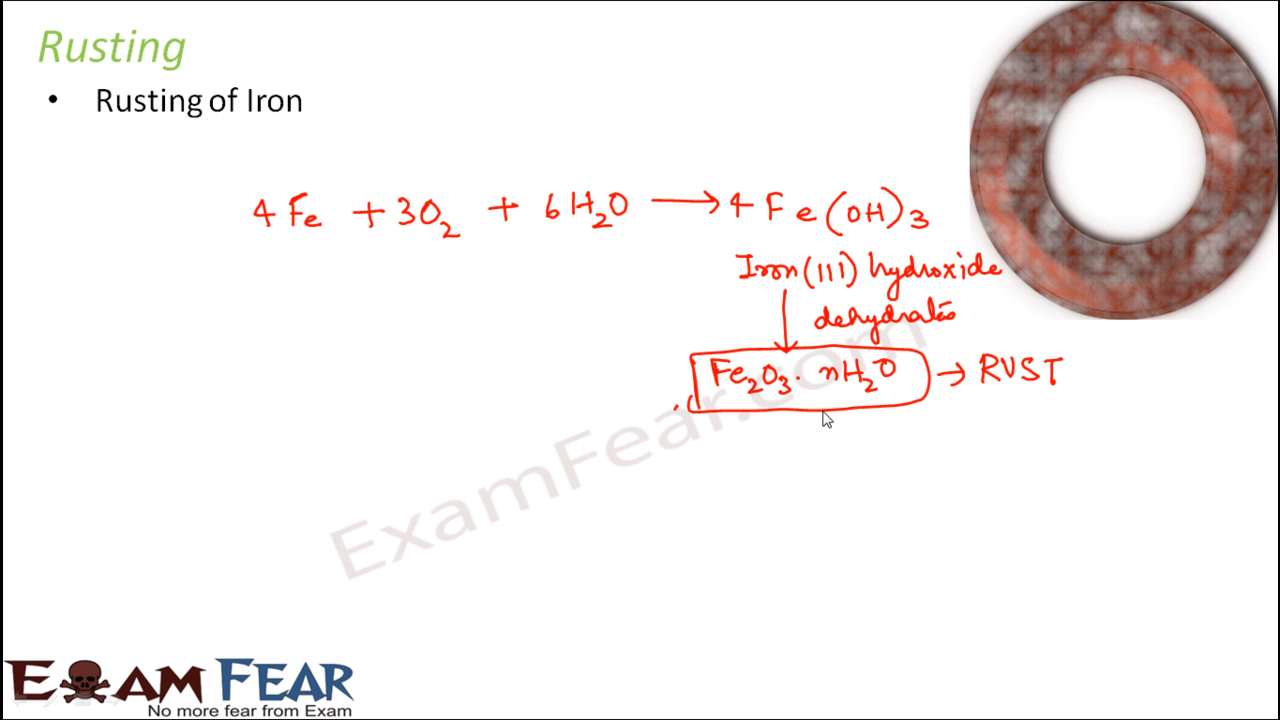 Rusting
• Rusting of Iron
4Fe + 3O₂ + 6H₂O → 4Fe(OH)₃
Iron(III) hydroxide
dehydrates
Fe₂O₃. nH₂O → RUST
ExamFear.com
EXAM FEAR
No more fear from Exam